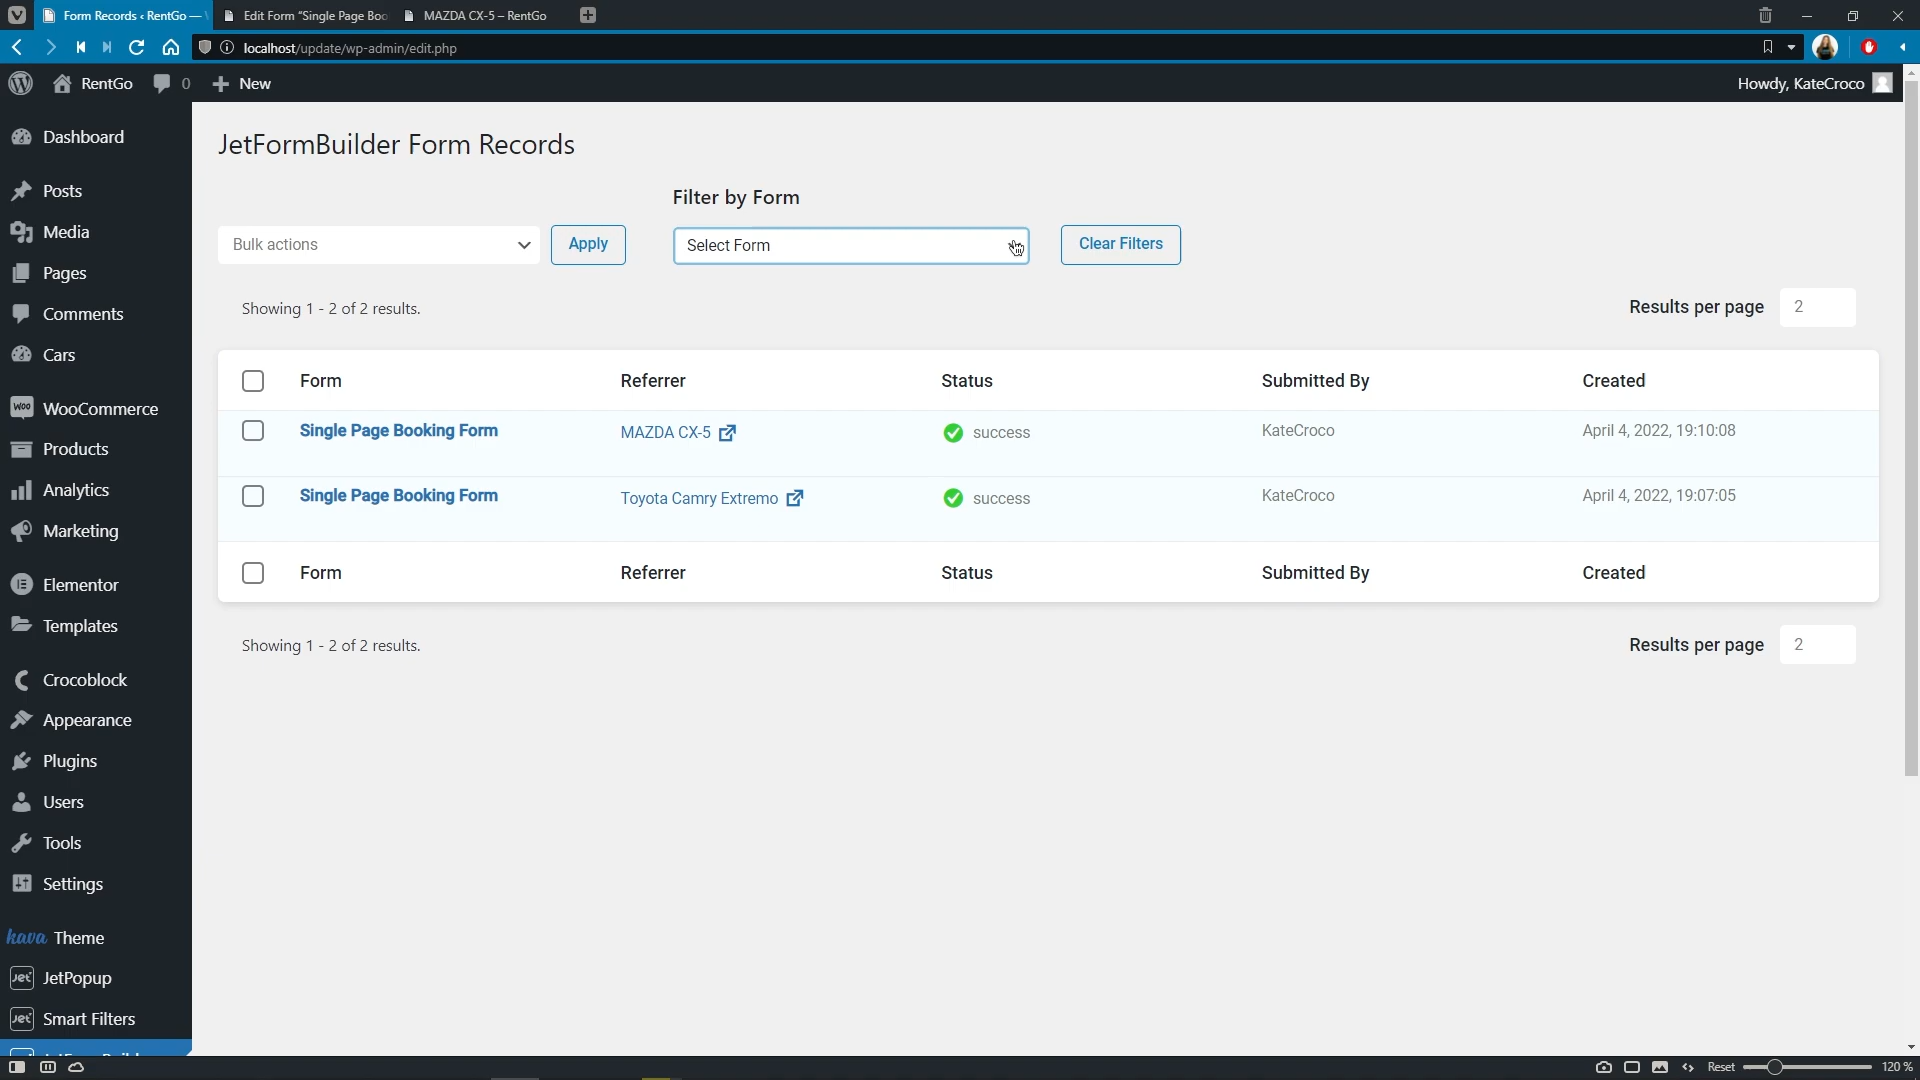 Form Records ‹ RentGo —
Edit Form “Single Page Boo
MAZDA CX-5 – RentGo
localhost/update/wp-admin/edit.php
RentGo
0
New
Howdy, KateCroco
Dashboard
Posts
Media
Pages
Comments
Cars
Woo
WooCommerce
Products
Analytics
Marketing
Elementor
Templates
Crocoblock
Appearance
Plugins
Users
Tools
Settings
kava Theme
Jet JetPopup
Jet Smart Filters
JetFormBuilder Form Records
Filter by Form
Bulk actions
Apply
Select Form
Clear Filters
Showing 1 - 2 of 2 results.
Results per page 2
Form Referrer Status Submitted By Created
Single Page Booking Form MAZDA CX-5 success KateCroco April 4, 2022, 19:10:08
Single Page Booking Form Toyota Camry Extremo success KateCroco April 4, 2022, 19:07:05
Form Referrer Status Submitted By Created
Showing 1 - 2 of 2 results.
Results per page 2
Reset
120 %